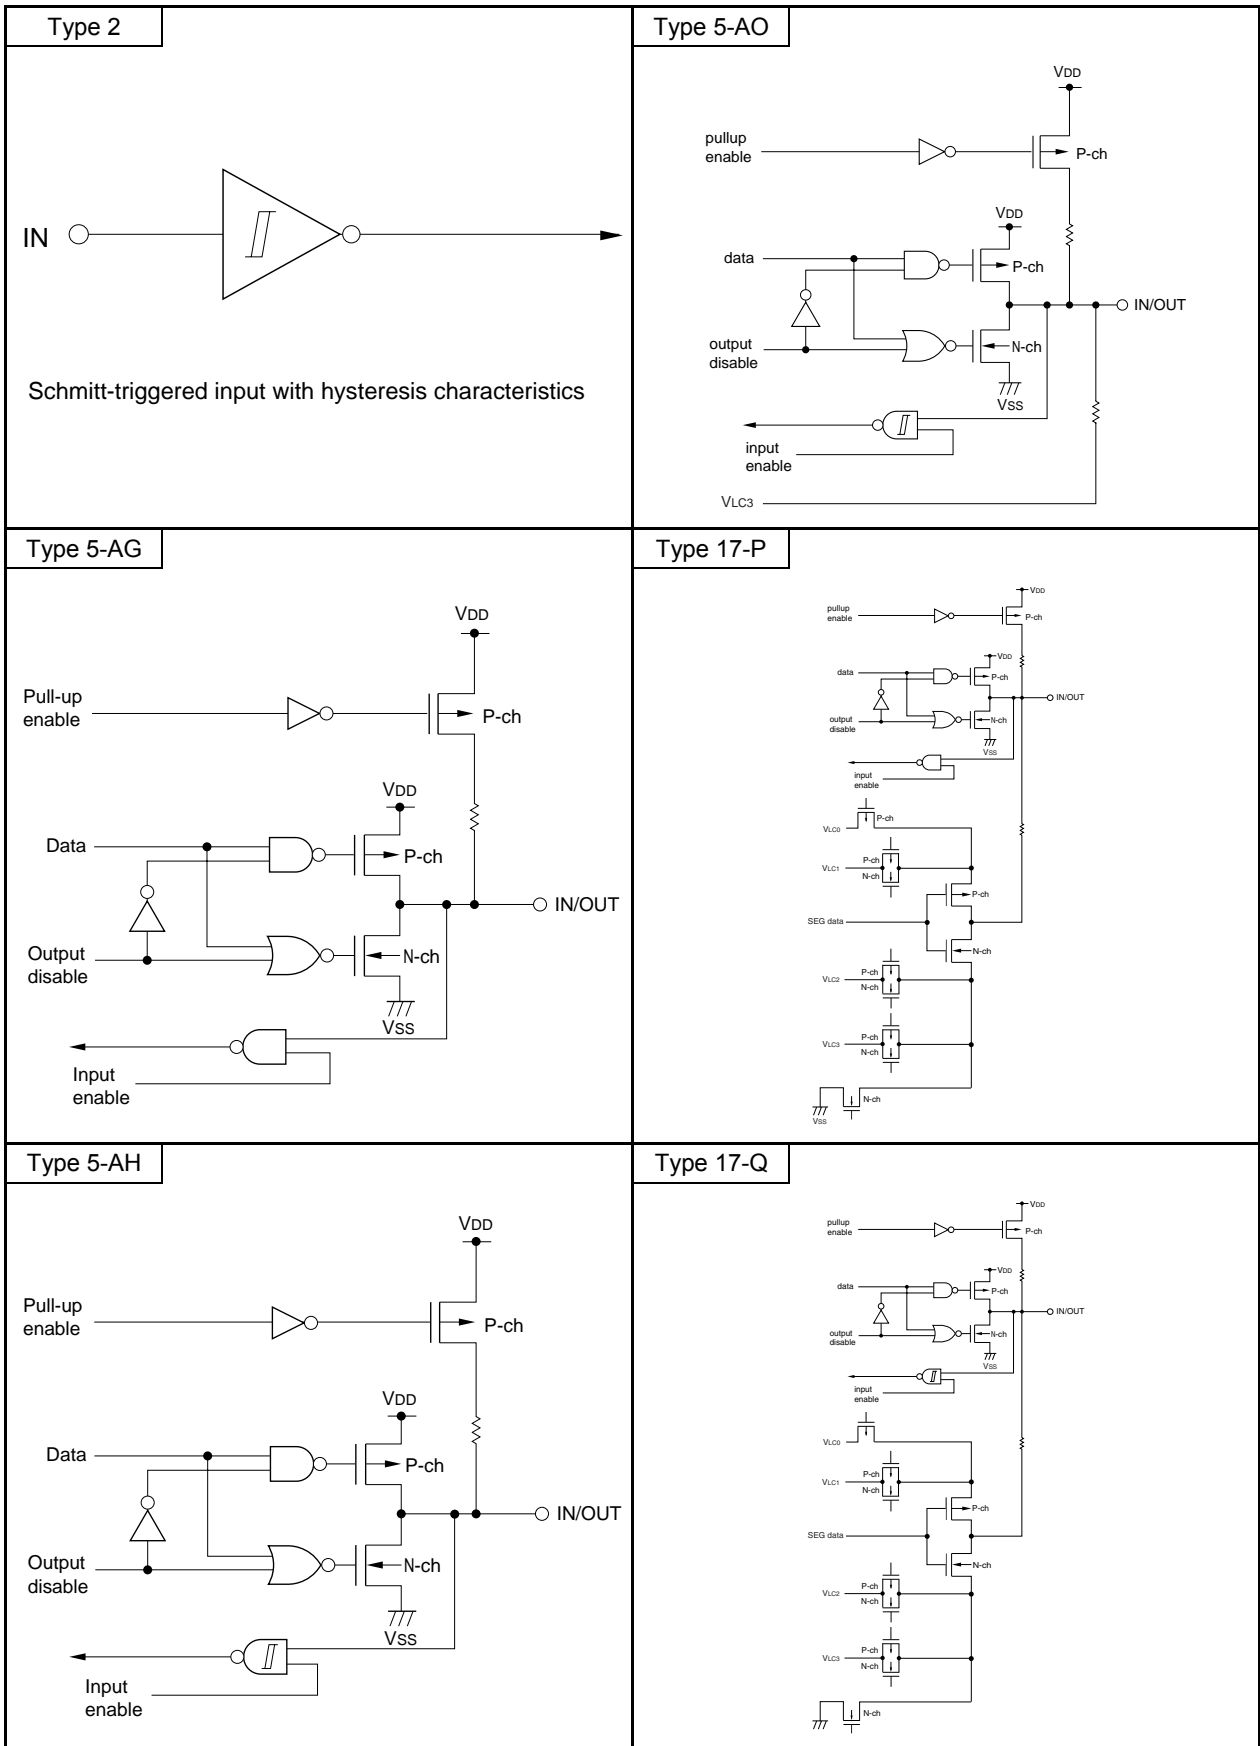 Type 2
IN
Schmitt-triggered input with hysteresis characteristics
Type 5-AO
VDD
pullup
enable
P-ch
VDD
data
P-ch
IN/OUT
output
disable
N-ch
VSS
input
enable
VLC3
Type 5-AG
VDD
Pull-up
enable
P-ch
VDD
Data
P-ch
IN/OUT
Output
disable
N-ch
VSS
Input
enable
Type 17-P
VDD
pullup
enable
P-ch
VDD
data
P-ch
IN/OUT
output
disable
N-ch
VSS
input
enable
P-ch
VLC0
P-ch
VLC1
N-ch
P-ch
SEG data
N-ch
P-ch
VLC2
N-ch
P-ch
VLC3
N-ch
N-ch
VSS
Type 5-AH
VDD
Pull-up
enable
P-ch
VDD
Data
P-ch
IN/OUT
Output
disable
N-ch
VSS
Input
enable
Type 17-Q
VDD
pullup
enable
P-ch
VDD
data
P-ch
IN/OUT
output
disable
N-ch
VSS
input
enable
VLC0
P-ch
VLC1
N-ch
P-ch
SEG data
N-ch
P-ch
VLC2
N-ch
P-ch
VLC3
N-ch
N-ch
VSS